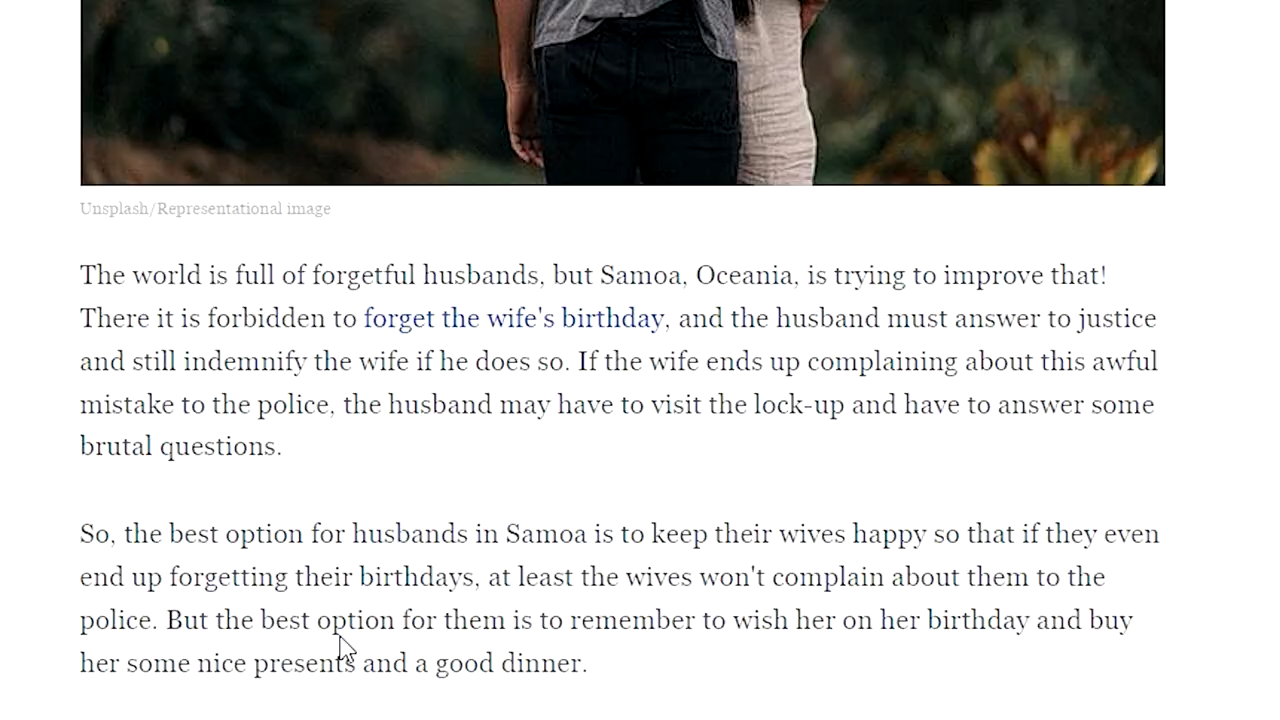 Unsplash/Representational image
The world is full of forgetful husbands, but Samoa, Oceania, is trying to improve that!
There it is forbidden to forget the wife's birthday, and the husband must answer to justice
and still indemnify the wife if he does so. If the wife ends up complaining about this awful
mistake to the police, the husband may have to visit the lock-up and have to answer some
brutal questions.
So, the best option for husbands in Samoa is to keep their wives happy so that if they even
end up forgetting their birthdays, at least the wives won't complain about them to the
police. But the best option for them is to remember to wish her on her birthday and buy
her some nice presents and a good dinner.